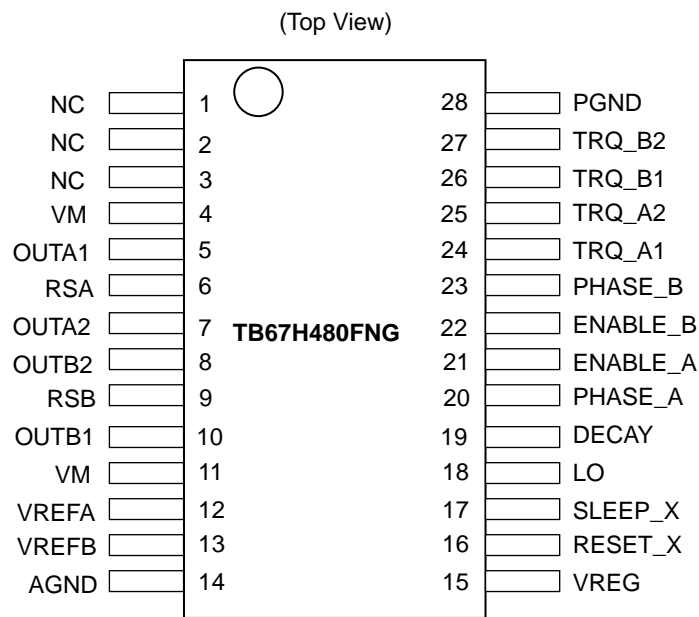 (Top View)
NC 1 28 PGND
NC 2 27 TRQ_B2
NC 3 26 TRQ_B1
VM 4 25 TRQ_A2
OUTA1 5 24 TRQ_A1
RSA 6 23 PHASE_B
OUTA2 7 TB67H480FNG 22 ENABLE_B
OUTB2 8 21 ENABLE_A
RSB 9 20 PHASE_A
OUTB1 10 19 DECAY
VM 11 18 LO
VREFA 12 17 SLEEP_X
VREFB 13 16 RESET_X
AGND 14 15 VREG